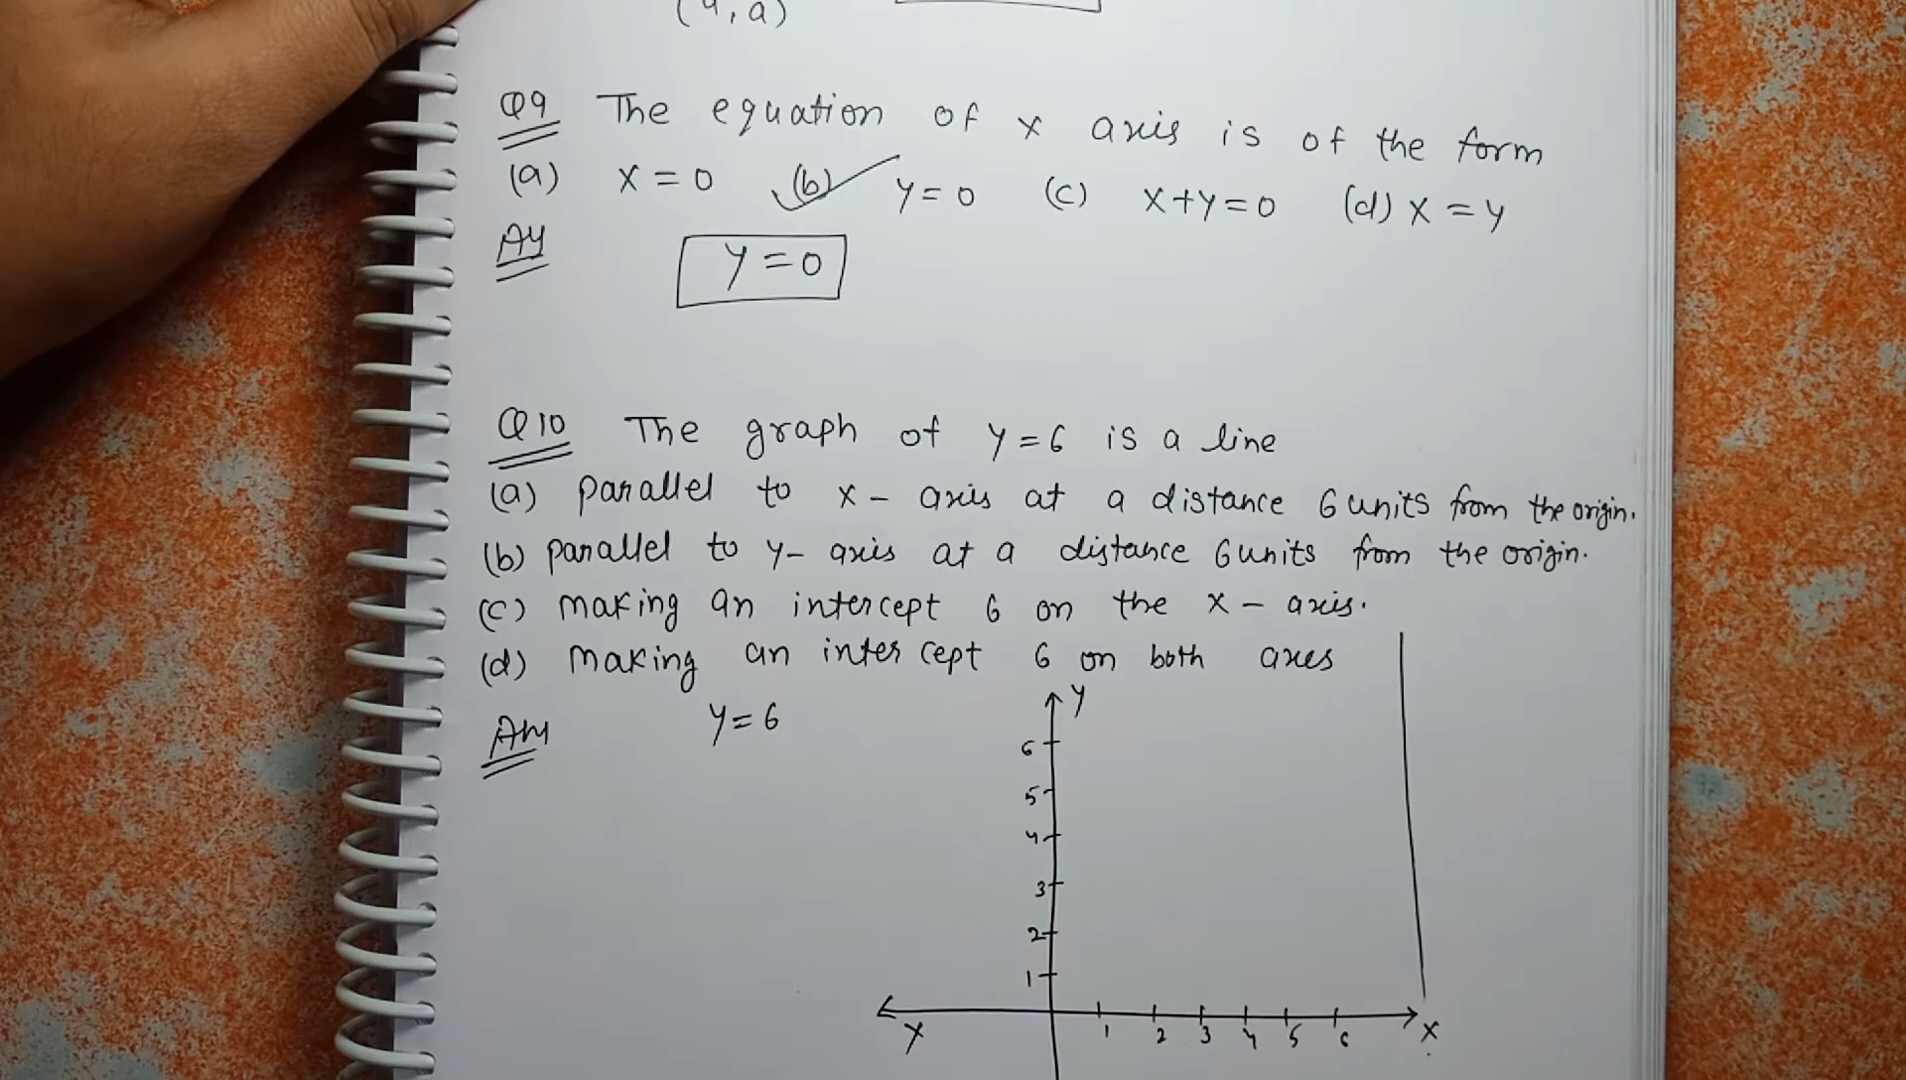 (a,a)
Q9 The equation of x axis is of the form
(a) x=0 (b) y=0 (c) x+y=0 (d) x=y
y=0
Q10 The graph of y=6 is a line
(a) parallel to x- axis at a distance 6 units from the origin.
(b) parallel to y- axis at a distance 6 units from the origin.
(c) making an intercept 6 on the x- axis.
(d) making an intercept 6 on both axes
Ans y=6
y
6
5
4
3
2
1
x 1 2 3 4 5 6 x